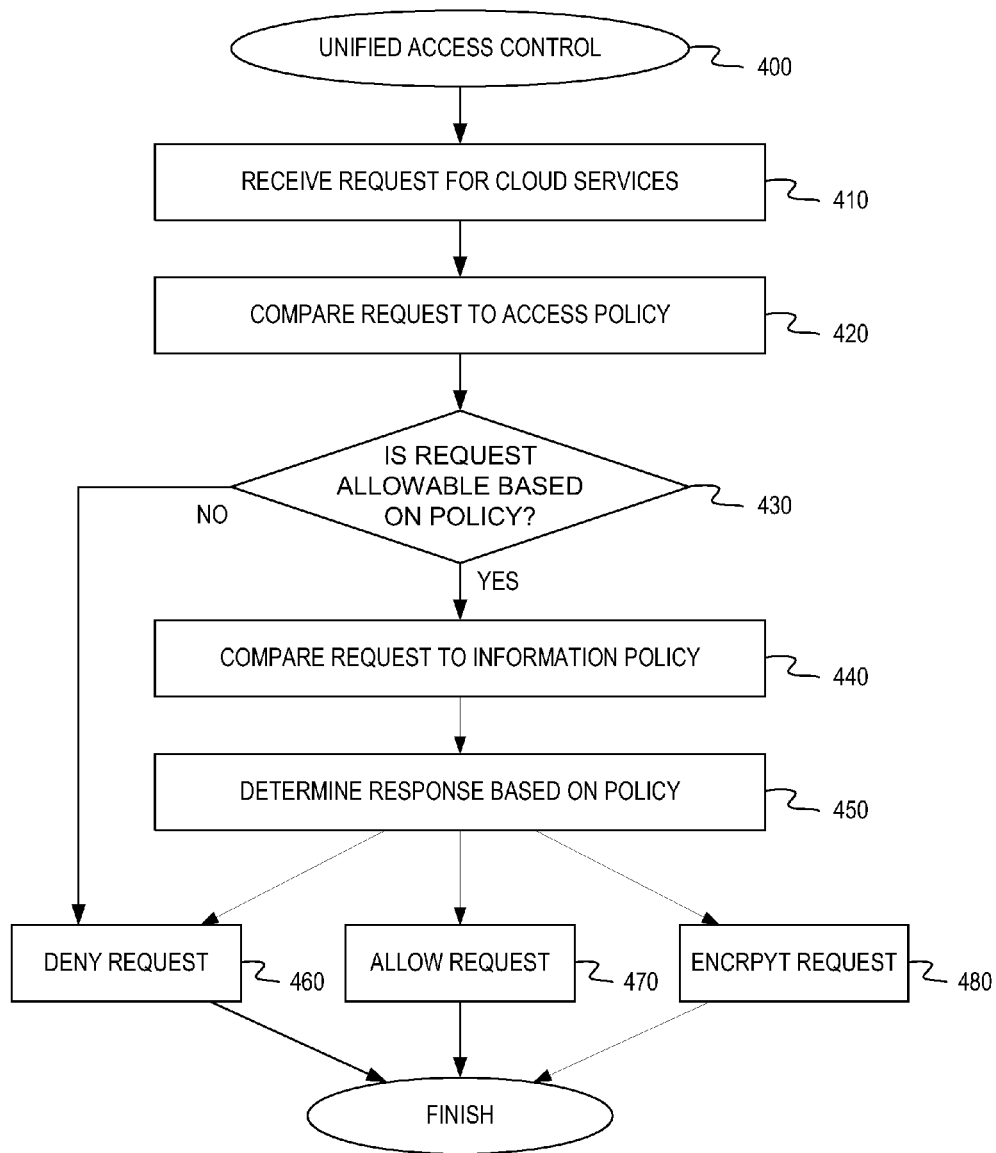 UNIFIED ACCESS CONTROL
400
RECEIVE REQUEST FOR CLOUD SERVICES
410
COMPARE REQUEST TO ACCESS POLICY
420
IS REQUEST
ALLOWABLE BASED
ON POLICY?
430
NO
YES
COMPARE REQUEST TO INFORMATION POLICY
440
DETERMINE RESPONSE BASED ON POLICY
450
DENY REQUEST
460
ALLOW REQUEST
470
ENCRPYT REQUEST
480
FINISH